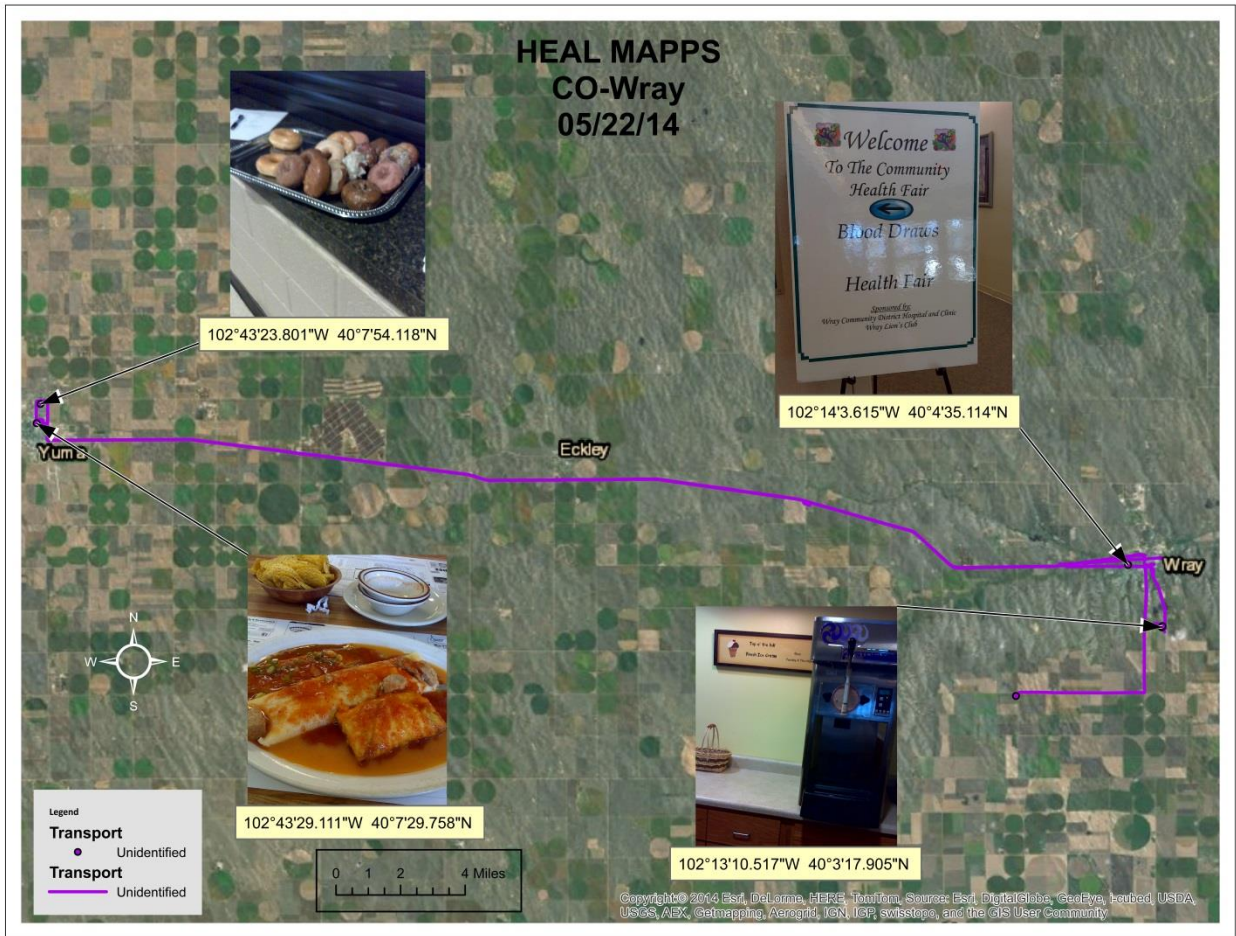 HEAL MAPPS
CO-Wray
05/22/14
Welcome
To The Community
Health Fair
Blood Draws
Health Fair
Sponsored by:
Wray Community District Hospital and Clinic
Wray Lion's Club
102°43'23.801"W 40°7'54.118"N
102°14'3.615"W 40°4'35.114"N
Yuma
Eckley
Wray
N
W
E
S
102°43'29.111"W 40°7'29.758"N
102°13'10.517"W 40°3'17.905"N
Legend
Transport
Unidentified
Transport
Unidentified
0 1 2 4 Miles
Copyright:© 2014 Esri, DeLorme, HERE, TomTom, Source: Esri, DigitalGlobe, GeoEye, i-cubed, USDA,
USGS, AEX, Getmapping, Aerogrid, IGN, IGP, swisstopo, and the GIS User Community